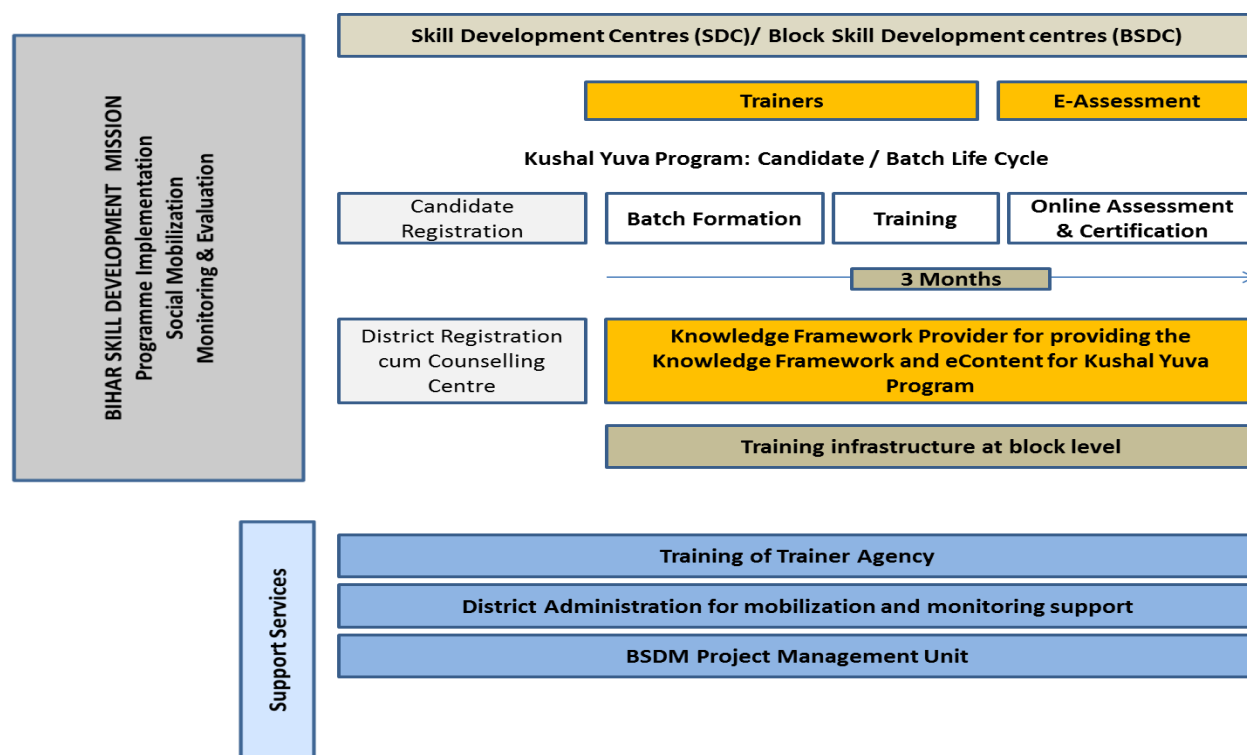 BIHAR SKILL DEVELOPMENT MISSION
Programme Implementation
Social Mobilization
Monitoring & Evaluation
Skill Development Centres (SDC)/ Block Skill Development centres (BSDC)
Trainers
E-Assessment
Kushal Yuva Program: Candidate / Batch Life Cycle
Candidate
Registration
Batch Formation
Training
Online Assessment
& Certification
3 Months
District Registration
cum Counselling
Centre
Knowledge Framework Provider for providing the
Knowledge Framework and eContent for Kushal Yuva
Program
Training infrastructure at block level
Support Services
Training of Trainer Agency
District Administration for mobilization and monitoring support
BSDM Project Management Unit